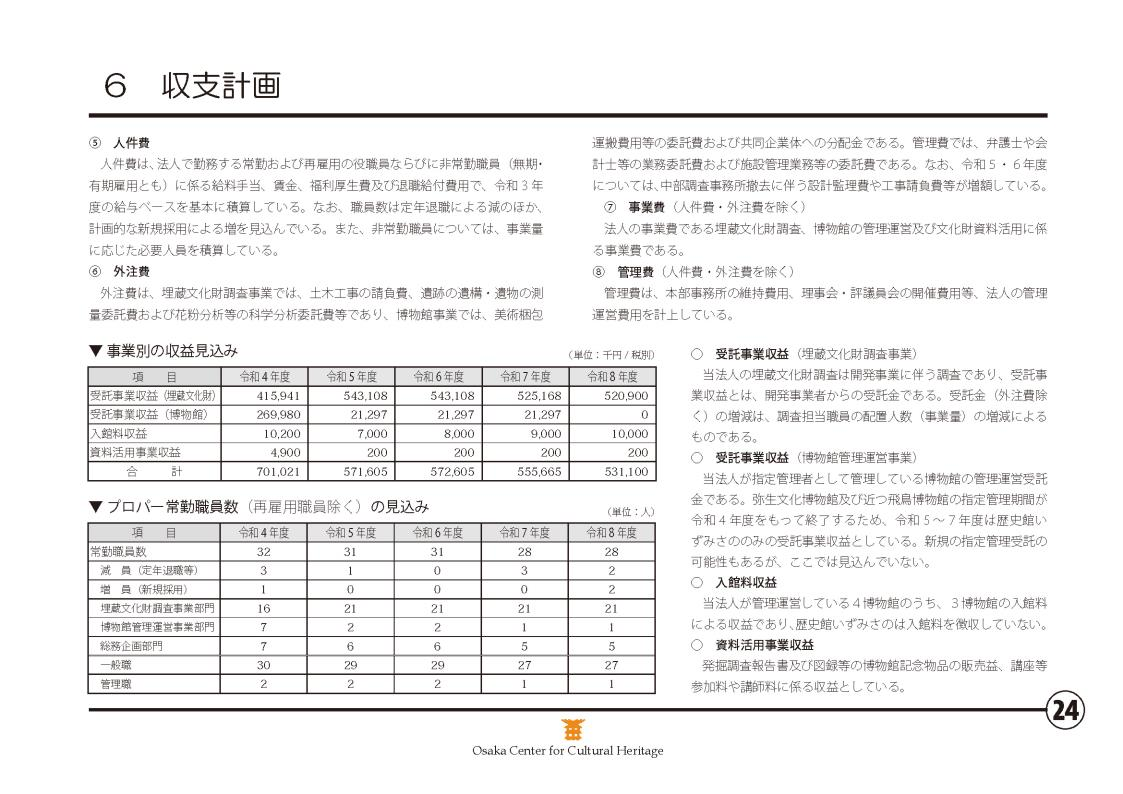 ６　収支計画
⑤　人件費
人件費は、法人で勤務する常勤および再雇用の役職員ならびに非常勤職員（無期・
有期雇用とも）に係る給料手当、賃金、福利厚生費及び退職給付費用で、令和３年
度の給与ベースを基本に積算している。なお、職員数は定年退職による減のほか、
計画的な新規採用による増を見込んでいる。また、非常勤職員については、事業量
に応じた必要人員を積算している。
⑥　外注費
外注費は、埋蔵文化財調査事業では、土木工事の請負費、遺跡の遺構・遺物の測
量委託費および花粉分析等の科学分析委託費等であり、博物館事業では、美術梱包
運搬費用等の委託費および共同企業体への分配金である。管理費では、弁護士や会
計士等の業務委託費および施設管理業務等の委託費である。なお、令和５・６年度
については、中部調査事務所撤去に伴う設計監理費や工事請負費等が増額している。
⑦　事業費（人件費・外注費を除く）
法人の事業費である埋蔵文化財調査、博物館の管理運営及び文化財資料活用に係
る事業費である。
⑧　管理費（人件費・外注費を除く）
管理費は、本部事務所の維持費用、理事会・評議員会の開催費用等、法人の管理
運営費用を計上している。
▼事業別の収益見込み　（単位：千円 / 税別）
項　目　令和４年度　令和５年度　令和６年度　令和７年度　令和８年度
受託事業収益（埋蔵文化財）　415,941　543,108　543,108　525,168　520,900
受託事業収益（博物館）　269,980　21,297　21,297　21,297　0
入館料収益　10,200　7,000　8,000　9,000　10,000
資料活用事業収益　4,900　200　200　200　200
合　計　701,021　571,605　572,605　555,665　531,100
▼プロパー常勤職員数（再雇用職員除く）の見込み　（単位：人）
項　目　令和４年度　令和５年度　令和６年度　令和７年度　令和８年度
常勤職員数　32　31　31　28　28
減　員（定年退職等）　3　1　0　3　2
増　員（新規採用）　1　0　0　0　2
埋蔵文化財調査事業部門　16　21　21　21　21
博物館管理運営事業部門　7　2　2　1　1
総務企画部門　7　6　6　5　5
一般職　30　29　29　27　27
管理職　2　2　2　1　1
○　受託事業収益（埋蔵文化財調査事業）
当法人の埋蔵文化財調査は開発事業に伴う調査であり、受託事
業収益とは、開発事業者からの受託金である。受託金（外注費除
く）の増減は、調査担当職員の配置人数（事業量）の増減による
ものである。
○　受託事業収益（博物館管理運営事業）
当法人が指定管理者として管理している博物館の管理運営受託
金である。弥生文化博物館及び近つ飛鳥博物館の指定管理期間が
令和４年度をもって終了するため、令和５～７年度は歴史館い
ずみさののみの受託事業収益としている。新規の指定管理受託の
可能性もあるが、ここでは見込んでいない。
○　入館料収益
当法人が管理運営している４博物館のうち、３博物館の入館料
による収益であり、歴史館いずみさのは入館料を徴収していない。
○　資料活用事業収益
発掘調査報告書及び図録等の博物館記念物品の販売益、講座等
参加料や講師料に係る収益としている。
24
Osaka Center for Cultural Heritage